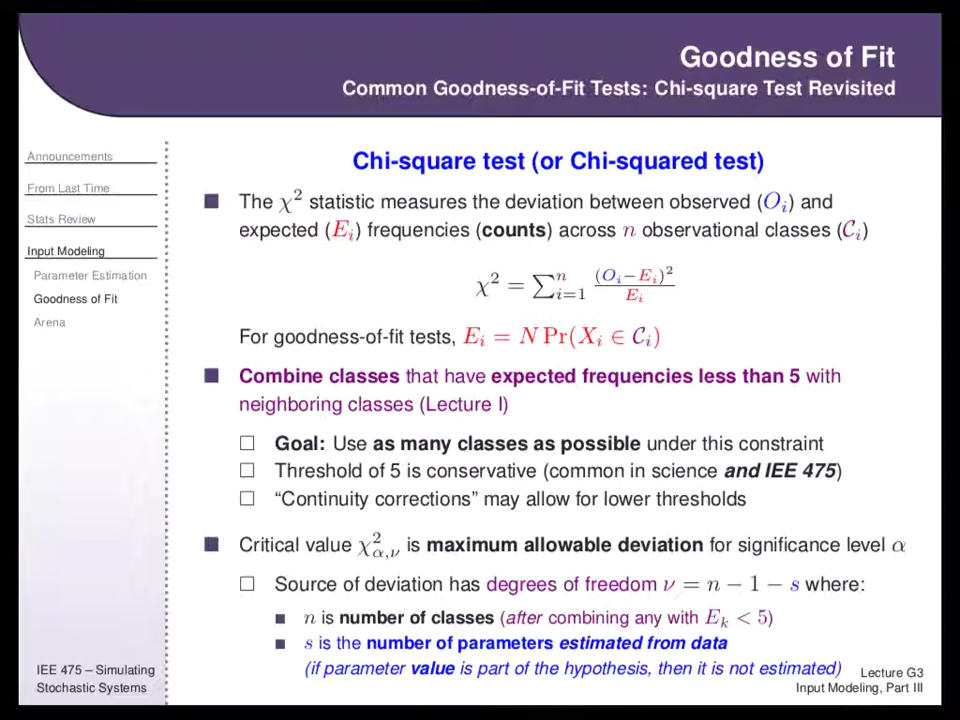 Goodness of Fit
Common Goodness-of-Fit Tests: Chi-square Test Revisited
Announcements
From Last Time
Stats Review
Input Modeling
Parameter Estimation
Goodness of Fit
Arena
Chi-square test (or Chi-squared test)
The χ² statistic measures the deviation between observed (Oᵢ) and
expected (Eᵢ) frequencies (counts) across n observational classes (𝒞ᵢ)
χ² = ∑ⁿᵢ₌₁ (Oᵢ−Eᵢ)²/Eᵢ
For goodness-of-fit tests, Eᵢ = N Pr(Xᵢ ∈ 𝒞ᵢ)
Combine classes that have expected frequencies less than 5 with
neighboring classes (Lecture I)
Goal: Use as many classes as possible under this constraint
Threshold of 5 is conservative (common in science and IEE 475)
“Continuity corrections” may allow for lower thresholds
Critical value χ²_{α,ν} is maximum allowable deviation for significance level α
Source of deviation has degrees of freedom ν = n − 1 − s where:
n is number of classes (after combining any with Eₖ < 5)
s is the number of parameters estimated from data
(if parameter value is part of the hypothesis, then it is not estimated)
IEE 475 – Simulating
Stochastic Systems
Lecture G3
Input Modeling, Part III